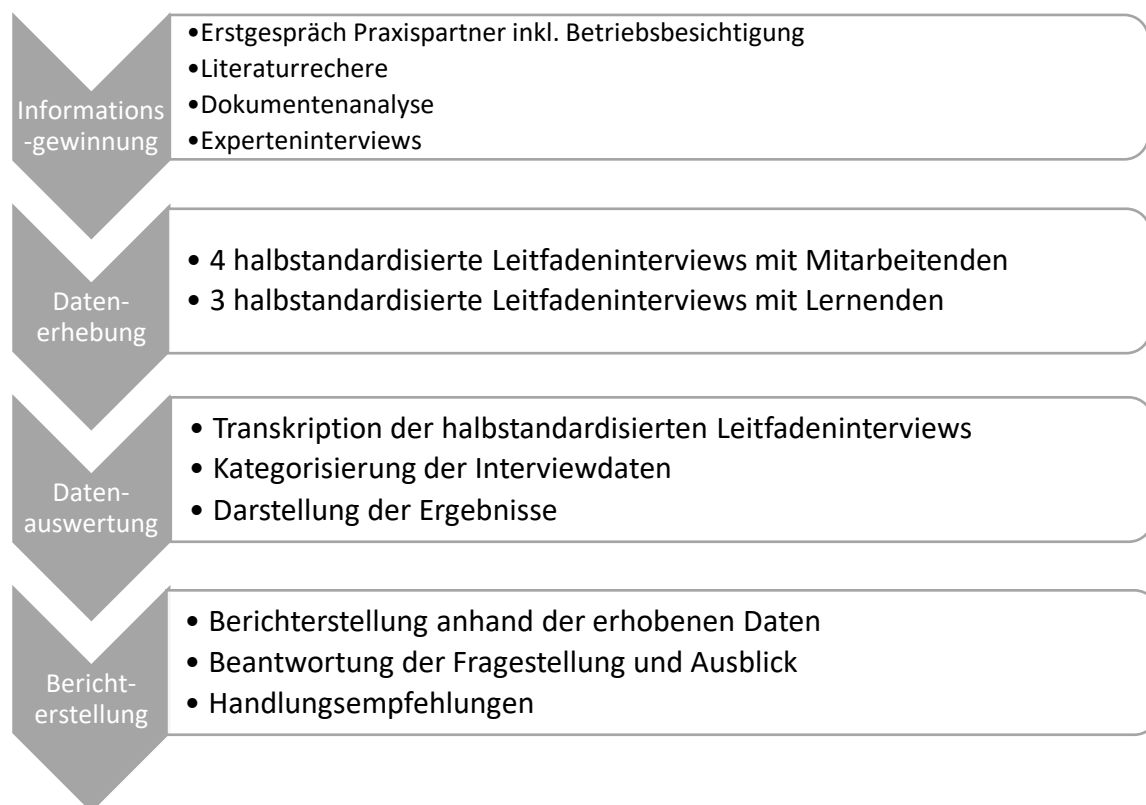 Informations
-gewinnung
•Erstgespräch Praxispartner inkl. Betriebsbesichtigung
•Literaturrechere
•Dokumentenanalyse
•Experteninterviews
Daten-
erhebung
• 4 halbstandardisierte Leitfadeninterviews mit Mitarbeitenden
• 3 halbstandardisierte Leitfadeninterviews mit Lernenden
Daten-
auswertung
• Transkription der halbstandardisierten Leitfadeninterviews
• Kategorisierung der Interviewdaten
• Darstellung der Ergebnisse
Bericht-
erstellung
• Berichterstellung anhand der erhobenen Daten
• Beantwortung der Fragestellung und Ausblick
• Handlungsempfehlungen